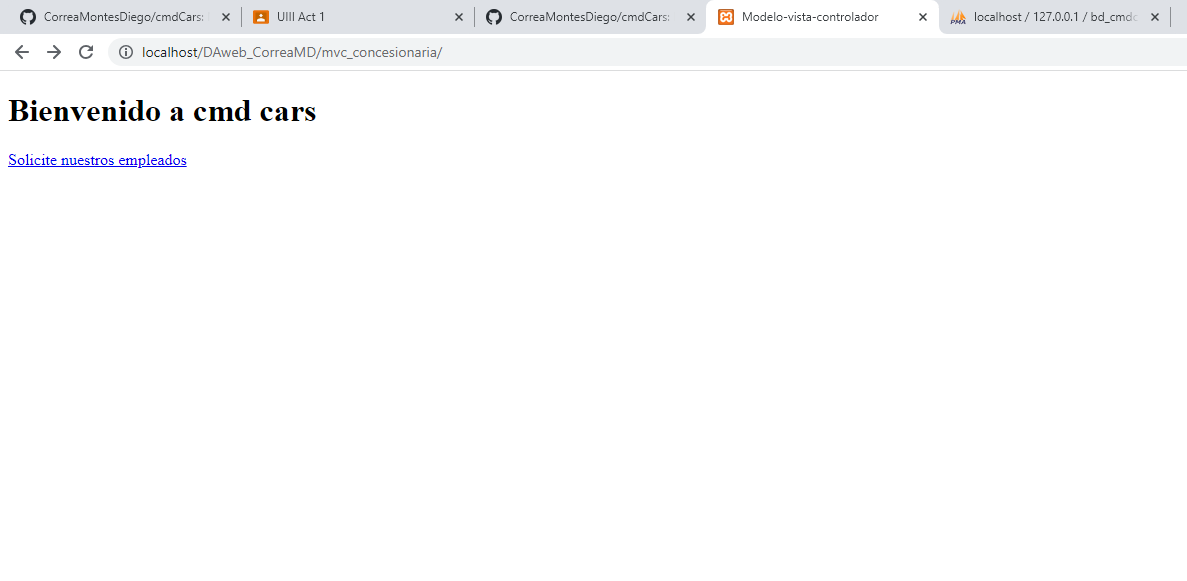 CorreaMontesDiego/cmdCars:
UIII Act 1
CorreaMontesDiego/cmdCars:
Modelo-vista-controlador
localhost / 127.0.0.1 / bd_cmdc
localhost/DAweb_CorreaMD/mvc_concesionaria/
Bienvenido a cmd cars
Solicite nuestros empleados